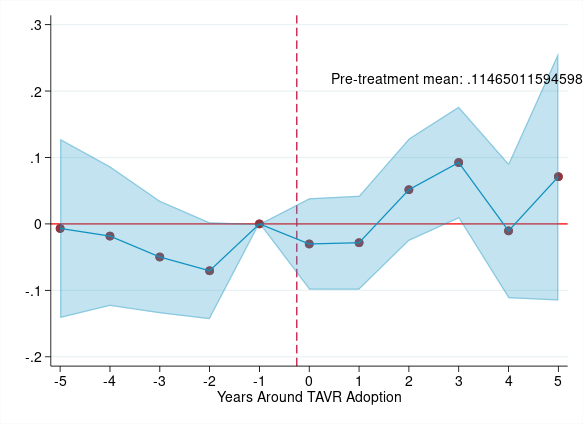 .3
Pre-treatment mean: .11465011594598
.2
.1
0
-.1
-.2
-5 -4 -3 -2 -1 0 1 2 3 4 5
Years Around TAVR Adoption